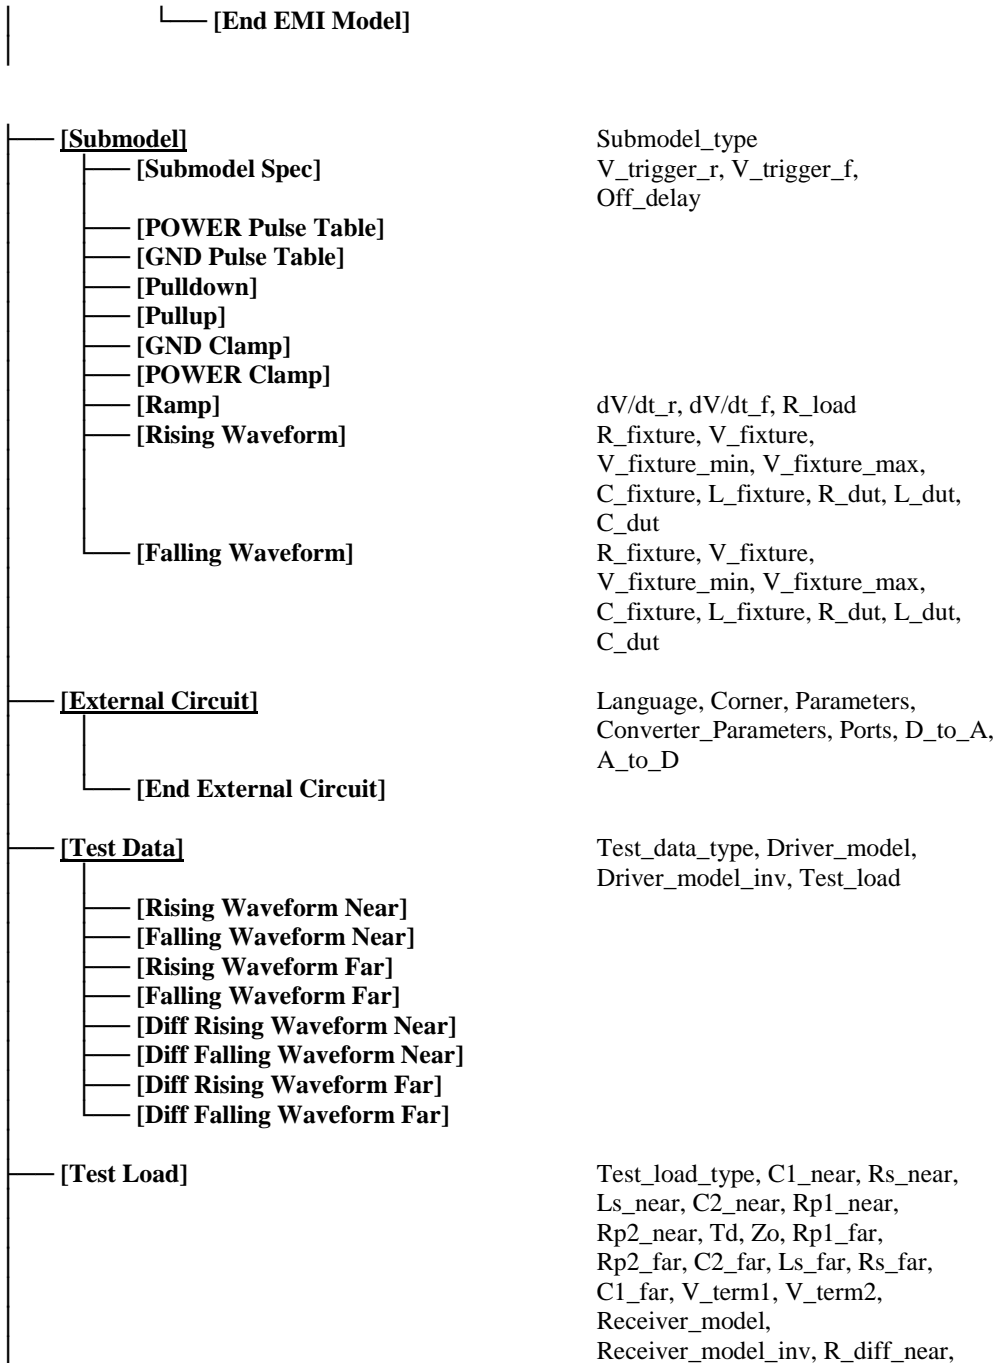 [End EMI Model]
[Submodel] Submodel_type
[Submodel Spec] V_trigger_r, V_trigger_f,
Off_delay
[POWER Pulse Table]
[GND Pulse Table]
[Pulldown]
[Pullup]
[GND Clamp]
[POWER Clamp]
[Ramp] dV/dt_r, dV/dt_f, R_load
[Rising Waveform] R_fixture, V_fixture,
V_fixture_min, V_fixture_max,
C_fixture, L_fixture, R_dut, L_dut,
C_dut
[Falling Waveform] R_fixture, V_fixture,
V_fixture_min, V_fixture_max,
C_fixture, L_fixture, R_dut, L_dut,
C_dut
[External Circuit] Language, Corner, Parameters,
Converter_Parameters, Ports, D_to_A,
A_to_D
[End External Circuit]
[Test Data] Test_data_type, Driver_model,
Driver_model_inv, Test_load
[Rising Waveform Near]
[Falling Waveform Near]
[Rising Waveform Far]
[Falling Waveform Far]
[Diff Rising Waveform Near]
[Diff Falling Waveform Near]
[Diff Rising Waveform Far]
[Diff Falling Waveform Far]
[Test Load] Test_load_type, C1_near, Rs_near,
Ls_near, C2_near, Rp1_near,
Rp2_near, Td, Zo, Rp1_far,
Rp2_far, C2_far, Ls_far, Rs_far,
C1_far, V_term1, V_term2,
Receiver_model,
Receiver_model_inv, R_diff_near,